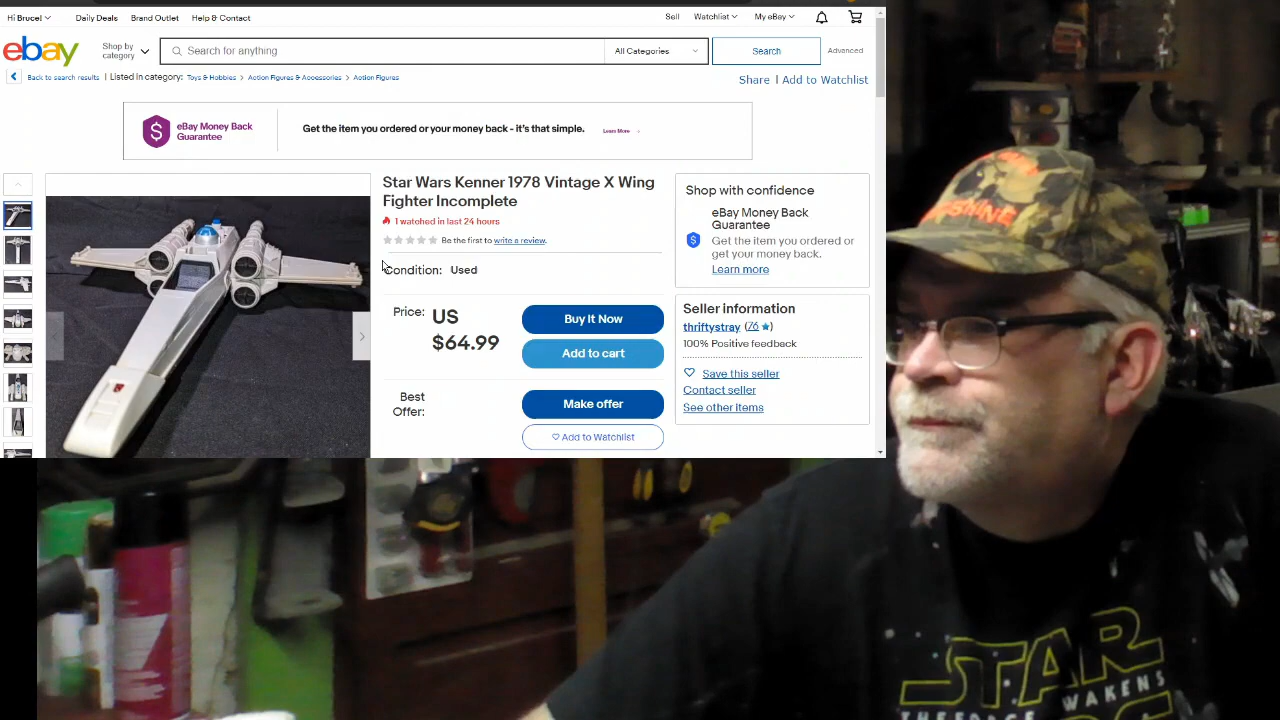 Hi Bruce! Daily Deals Brand Outlet Help & Contact Sell Watchlist My eBay
ebay Shop by category Search for anything All Categories Search Advanced
Back to search results | Listed in category: Toys & Hobbies > Action Figures & Accessories > Action Figures Share | Add to Watchlist
eBay Money Back Guarantee
Get the item you ordered or your money back - it's that simple. Learn More
Star Wars Kenner 1978 Vintage X Wing
Fighter Incomplete
1 watched in last 24 hours
Be the first to write a review.
Condition: Used
Price: US $64.99
Buy It Now
Add to cart
Best Offer:
Make offer
Add to Watchlist
Shop with confidence
eBay Money Back
Guarantee
Get the item you ordered or
get your money back.
Learn more
Seller information
thriftystray (76)
100% Positive feedback
Save this seller
Contact seller
See other items
STAR
THE FORCE AWAKENS